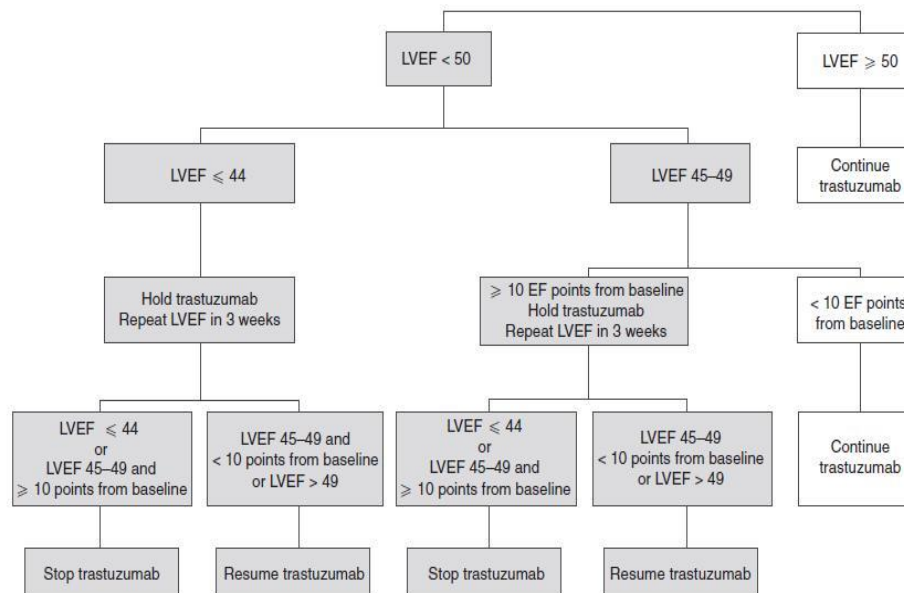 LVEF < 50
LVEF ⩾ 50
LVEF ⩽ 44
LVEF 45–49
Continue
trastuzumab
Hold trastuzumab
Repeat LVEF in 3 weeks
⩾ 10 EF points from baseline
Hold trastuzumab
Repeat LVEF in 3 weeks
< 10 EF points
from baseline
LVEF ⩽ 44
or
LVEF 45–49 and
⩾ 10 points from baseline
LVEF 45–49 and
< 10 points from baseline
or LVEF > 49
LVEF ⩽ 44
or
LVEF 45–49 and
⩾ 10 points from baseline
LVEF 45–49
< 10 points from baseline
or LVEF > 49
Continue
trastuzumab
Stop trastuzumab
Resume trastuzumab
Stop trastuzumab
Resume trastuzumab